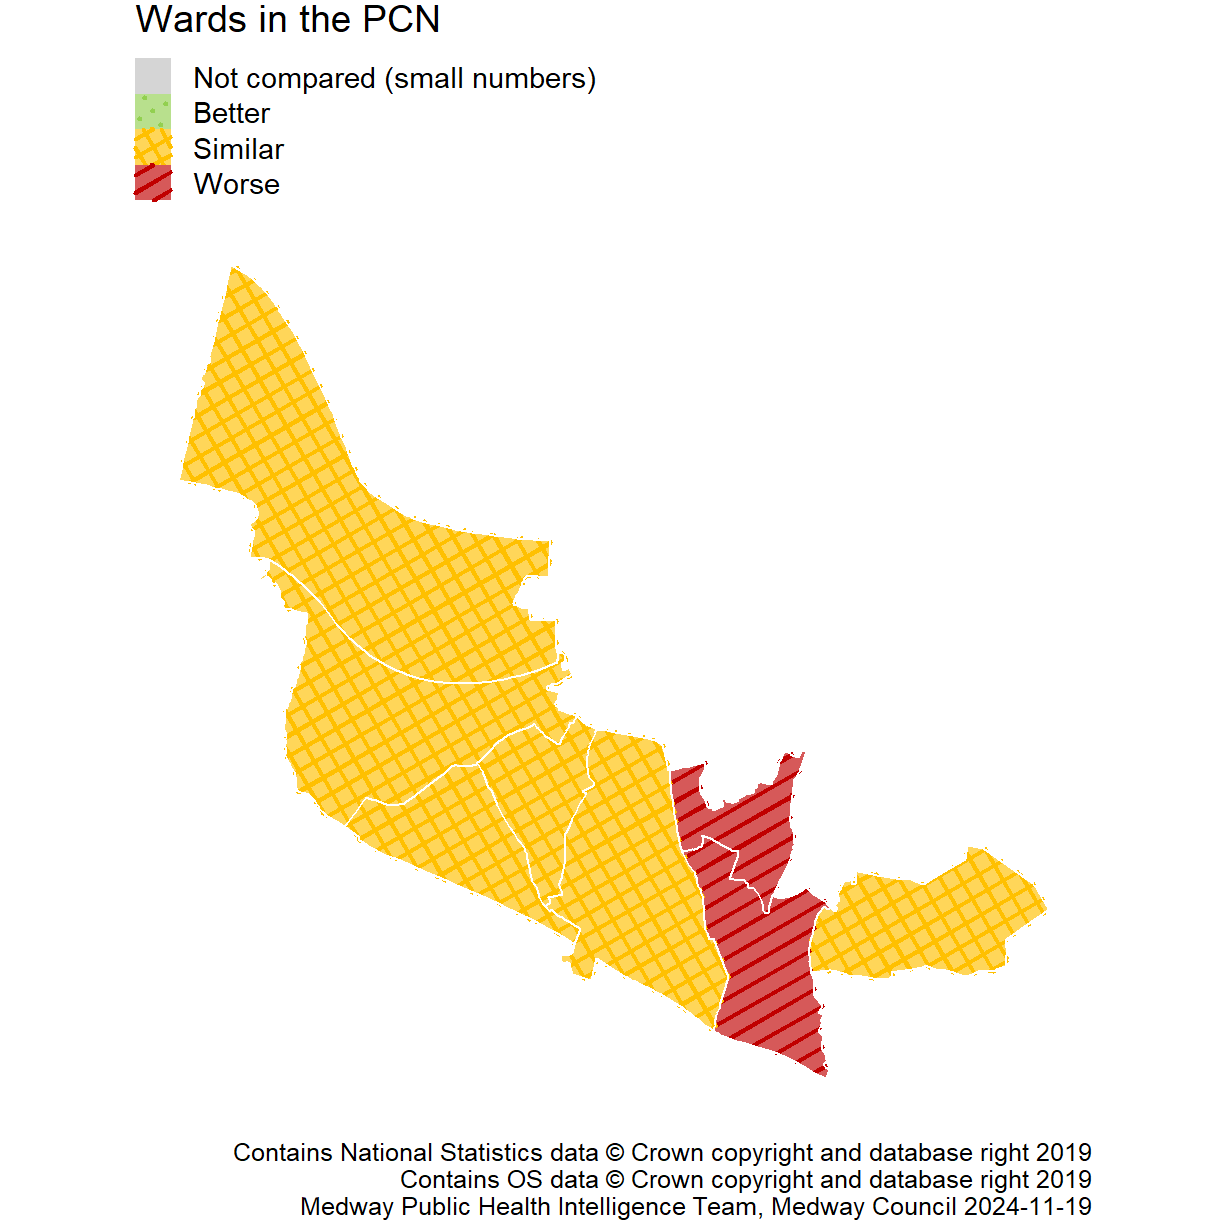 Wards in the PCN
Not compared (small numbers)
Better
Similar
Worse
Contains National Statistics data © Crown copyright and database right 2019
Contains OS data © Crown copyright and database right 2019
Medway Public Health Intelligence Team, Medway Council 2024-11-19